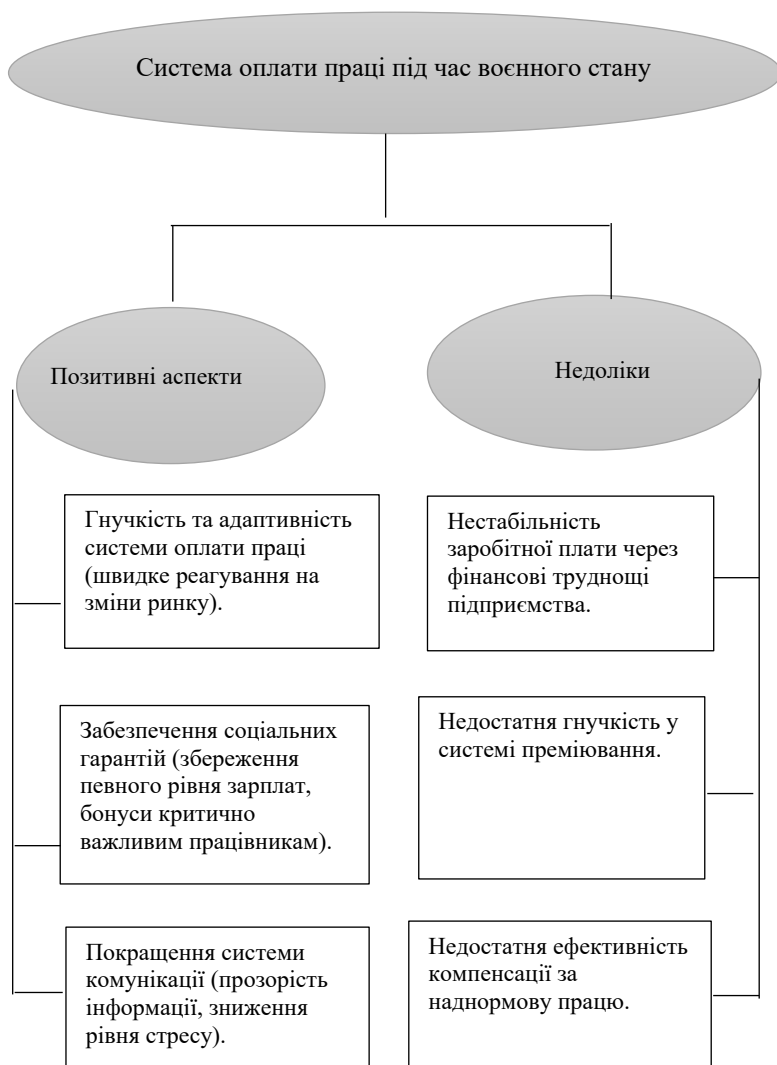 Система оплати праці під час воєнного стану
Позитивні аспекти
Недоліки
Гнучкість та адаптивність
системи оплати праці
(швидке реагування на
зміни ринку).
Нестабільність
заробітної плати через
фінансові труднощі
підприємства.
Забезпечення соціальних
гарантій (збереження
певного рівня зарплат,
бонуси критично
важливим працівникам).
Недостатня гнучкість у
системі преміювання.
Покращення системи
комунікації (прозорість
інформації, зниження
рівня стресу).
Недостатня ефективність
компенсації за
наднормову працю.